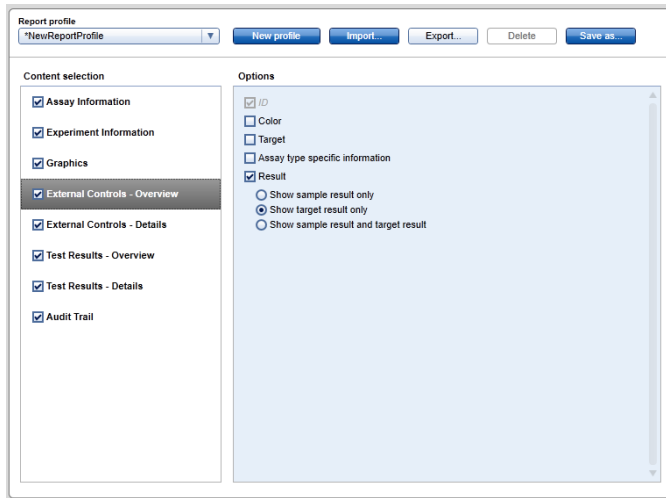 Report profile
*NewReportProfile
New profile
Import...
Export...
Delete
Save as...
Content selection
Assay Information
Experiment Information
Graphics
External Controls - Overview
External Controls - Details
Test Results - Overview
Test Results - Details
Audit Trail
Options
ID
Color
Target
Assay type specific information
Result
Show sample result only
Show target result only
Show sample result and target result